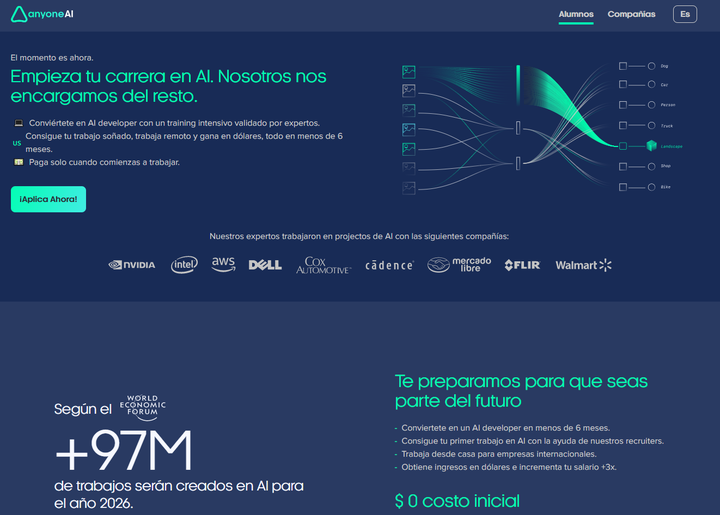 anyoneAI
Alumnos
Compañías
Es
El momento es ahora.
Empieza tu carrera en AI. Nosotros nos
encargamos del resto.
Conviértete en AI developer con un training intensivo validado por expertos.
US Consigue tu trabajo soñado, trabaja remoto y gana en dólares, todo en menos de 6
meses.
Paga solo cuando comienzas a trabajar.
¡Aplica Ahora!
Dog
Car
Person
Truck
Landscape
Shop
Bike
Nuestros expertos trabajaron en projectos de AI con las siguientes compañías:
NVIDIA
intel
aws
DELL
COX
AUTOMOTIVE
cādence
mercado
libre
FLIR
Walmart
Según el
WORLD
ECONOMIC
FORUM
+97M
de trabajos serán creados en AI para
el año 2026.
Te preparamos para que seas
parte del futuro
- Conviertete en un AI developer en menos de 6 meses.
- Consigue tu primer trabajo en AI con la ayuda de nuestros recruiters.
- Trabaja desde casa para empresas internacionales.
- Obtiene ingresos en dólares e incrementa tu salario +3x.
$ 0 costo inicial